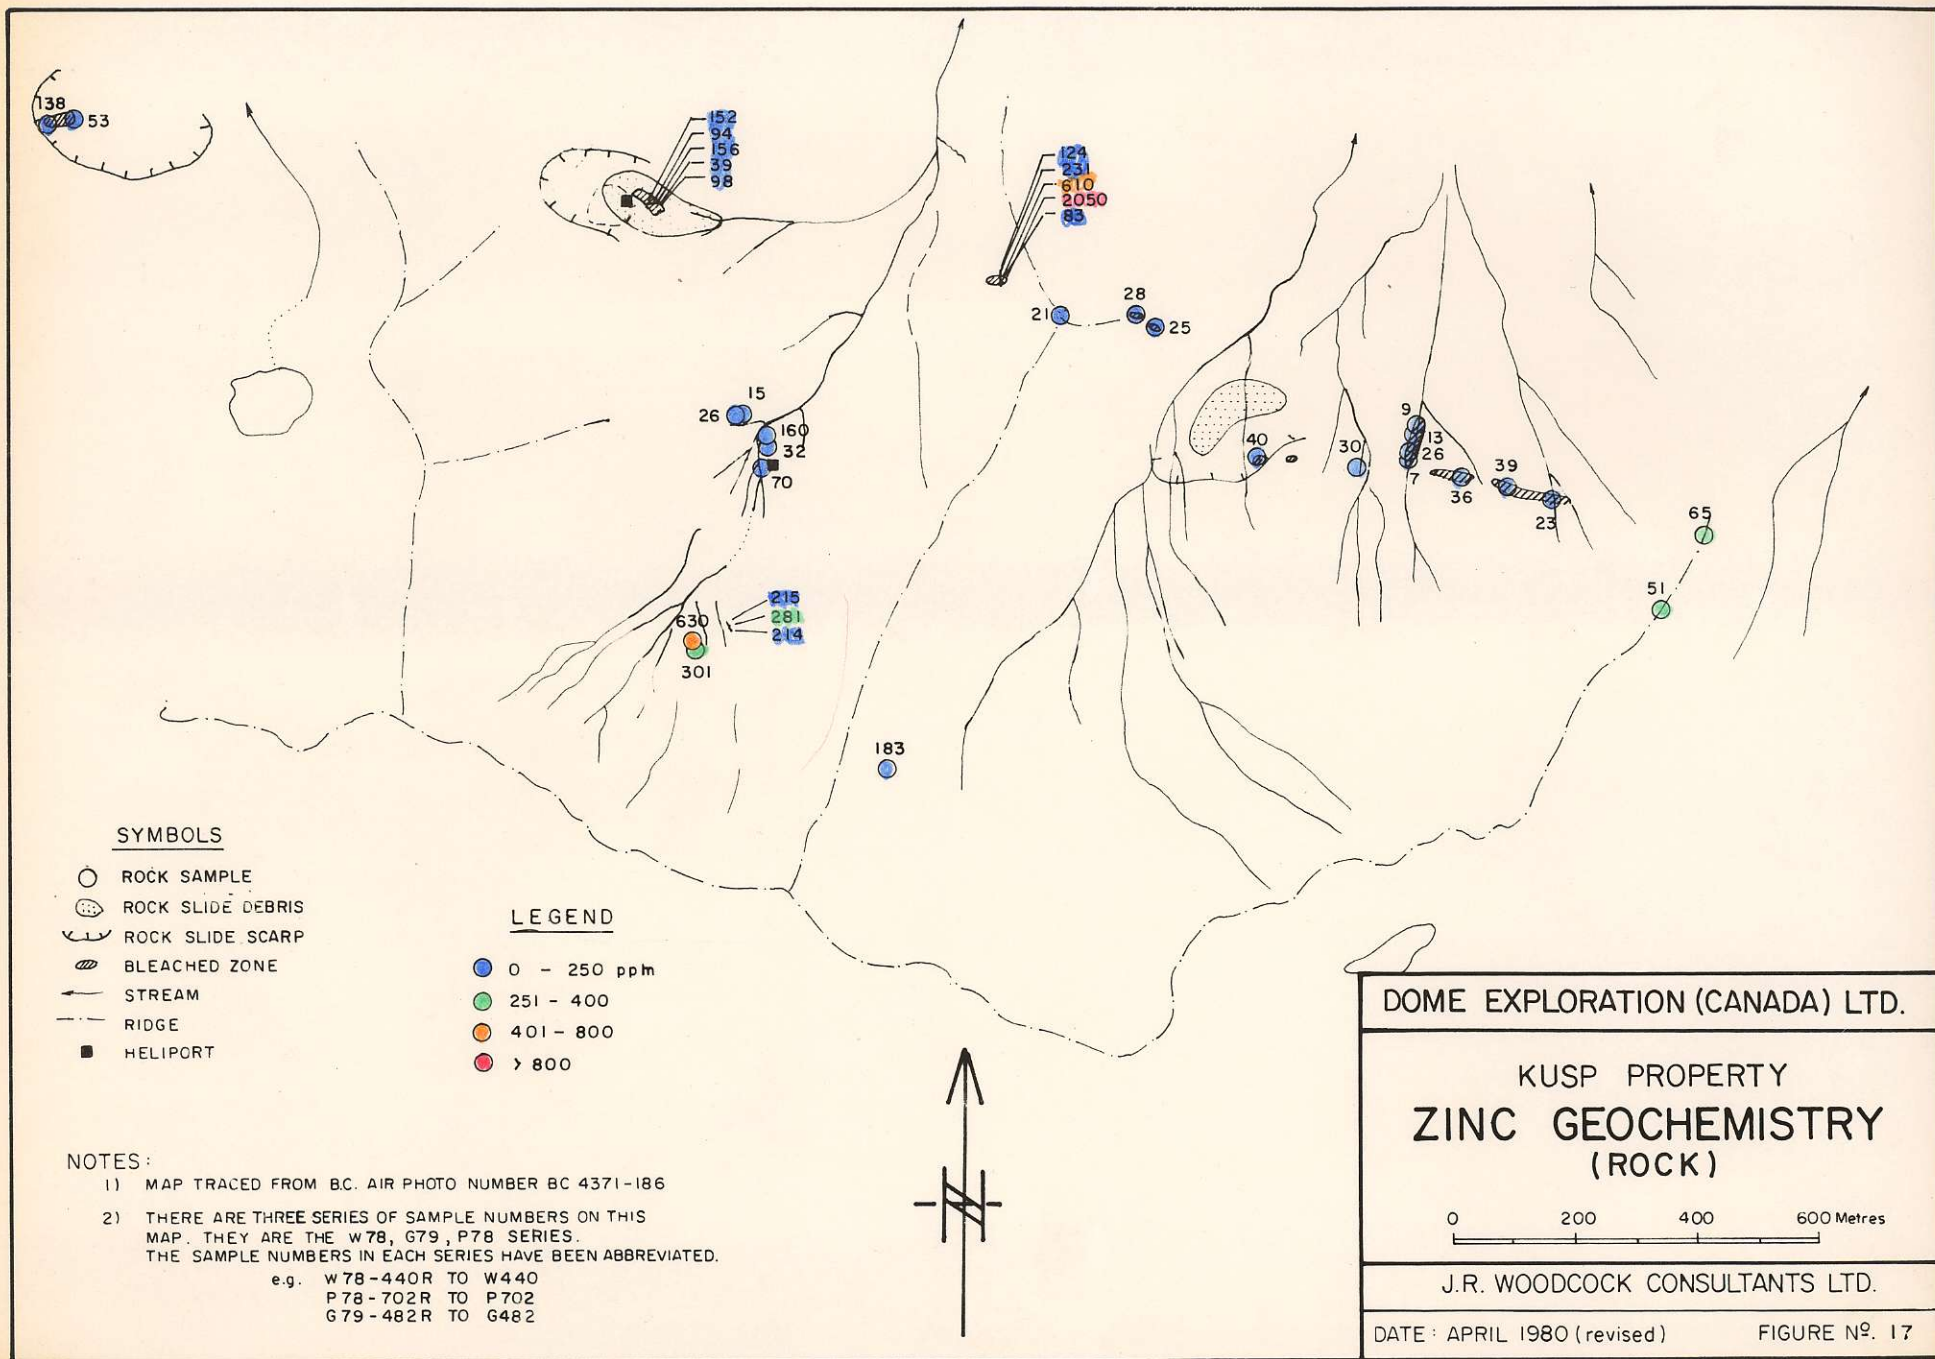 138
53
152
94
156
39
98
124
231
610
2050
83
21
28
25
15
26
160
32
70
40
30
9
13
26
7
36
39
23
65
51
215
281
214
630
301
183
SYMBOLS
ROCK SAMPLE
ROCK SLIDE DEBRIS
ROCK SLIDE SCARP
BLEACHED ZONE
STREAM
RIDGE
HELIPORT
LEGEND
0 - 250 ppm
251 - 400
401 - 800
> 800
NOTES:
1) MAP TRACED FROM B.C. AIR PHOTO NUMBER BC 4371-186
2) THERE ARE THREE SERIES OF SAMPLE NUMBERS ON THIS
MAP. THEY ARE THE W78, G79, P78 SERIES.
THE SAMPLE NUMBERS IN EACH SERIES HAVE BEEN ABBREVIATED.
e.g. W78-440R TO W440
P78-702R TO P702
G79-482R TO G482
N
DOME EXPLORATION (CANADA) LTD.
KUSP PROPERTY
ZINC GEOCHEMISTRY
(ROCK)
0 200 400 600 Metres
J.R. WOODCOCK CONSULTANTS LTD.
DATE: APRIL 1980 (revised) FIGURE Nº. 17